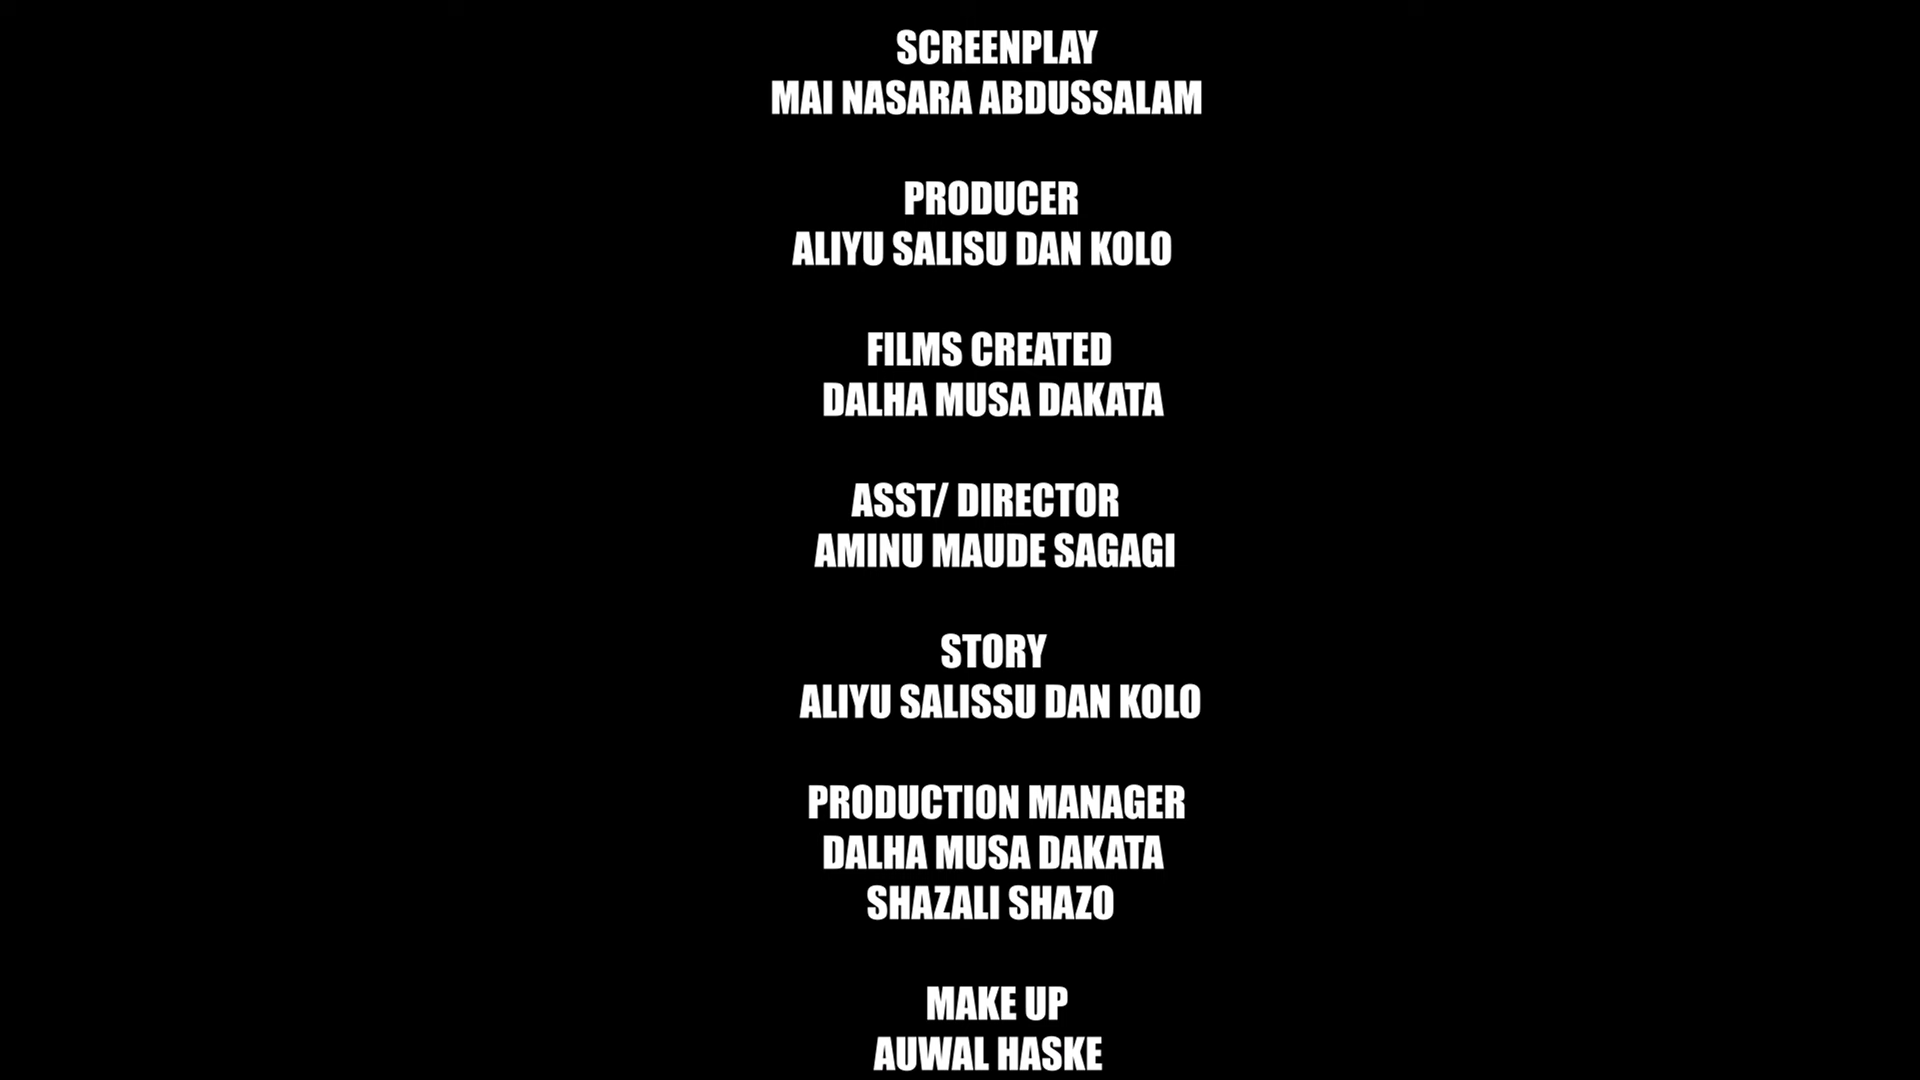 SCREENPLAY
MAI NASARA ABDUSSALAM
PRODUCER
ALIYU SALISU DAN KOLO
FILMS CREATED
DALHA MUSA DAKATA
ASST/ DIRECTOR
AMINU MAUDE SAGAGI
STORY
ALIYU SALISSU DAN KOLO
PRODUCTION MANAGER
DALHA MUSA DAKATA
SHAZALI SHAZO
MAKE UP
AUWAL HASKE